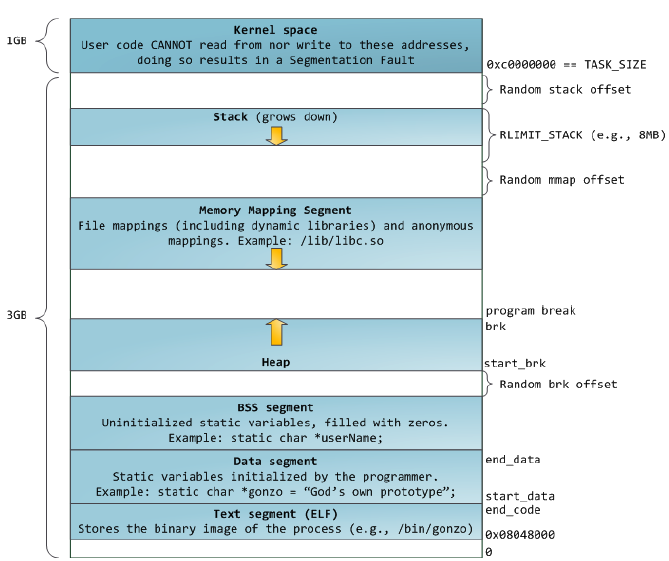 Kernel space
1GB
User code CANNOT read from nor write to these addresses,
doing so results in a Segmentation Fault
0xc0000000 == TASK_SIZE
Random stack offset
Stack (grows down)
RLIMIT_STACK (e.g., 8MB)
Random mmap offset
Memory Mapping Segment
File mappings (including dynamic libraries) and anonymous
mappings. Example: /lib/libc.so
3GB
program break
brk
Heap
start_brk
Random brk offset
BSS segment
Uninitialized static variables, filled with zeros.
Example: static char *userName;
Data segment
end_data
Static variables initialized by the programmer.
Example: static char *gonzo = “God’s own prototype”;
start_data
end_code
Text segment (ELF)
Stores the binary image of the process (e.g., /bin/gonzo)
0x08048000
0